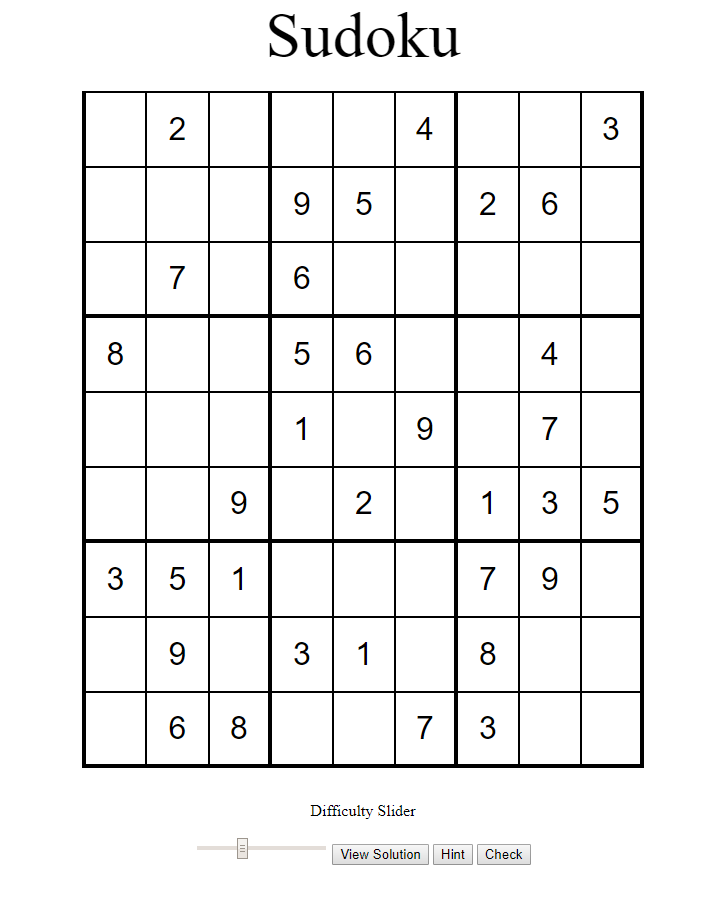 Sudoku
2 4 3
9 5 2 6
7 6
8 5 6 4
1 9 7
9 2 1 3 5
3 5 1 7 9
9 3 1 8
6 8 7 3
Difficulty Slider
View Solution Hint Check